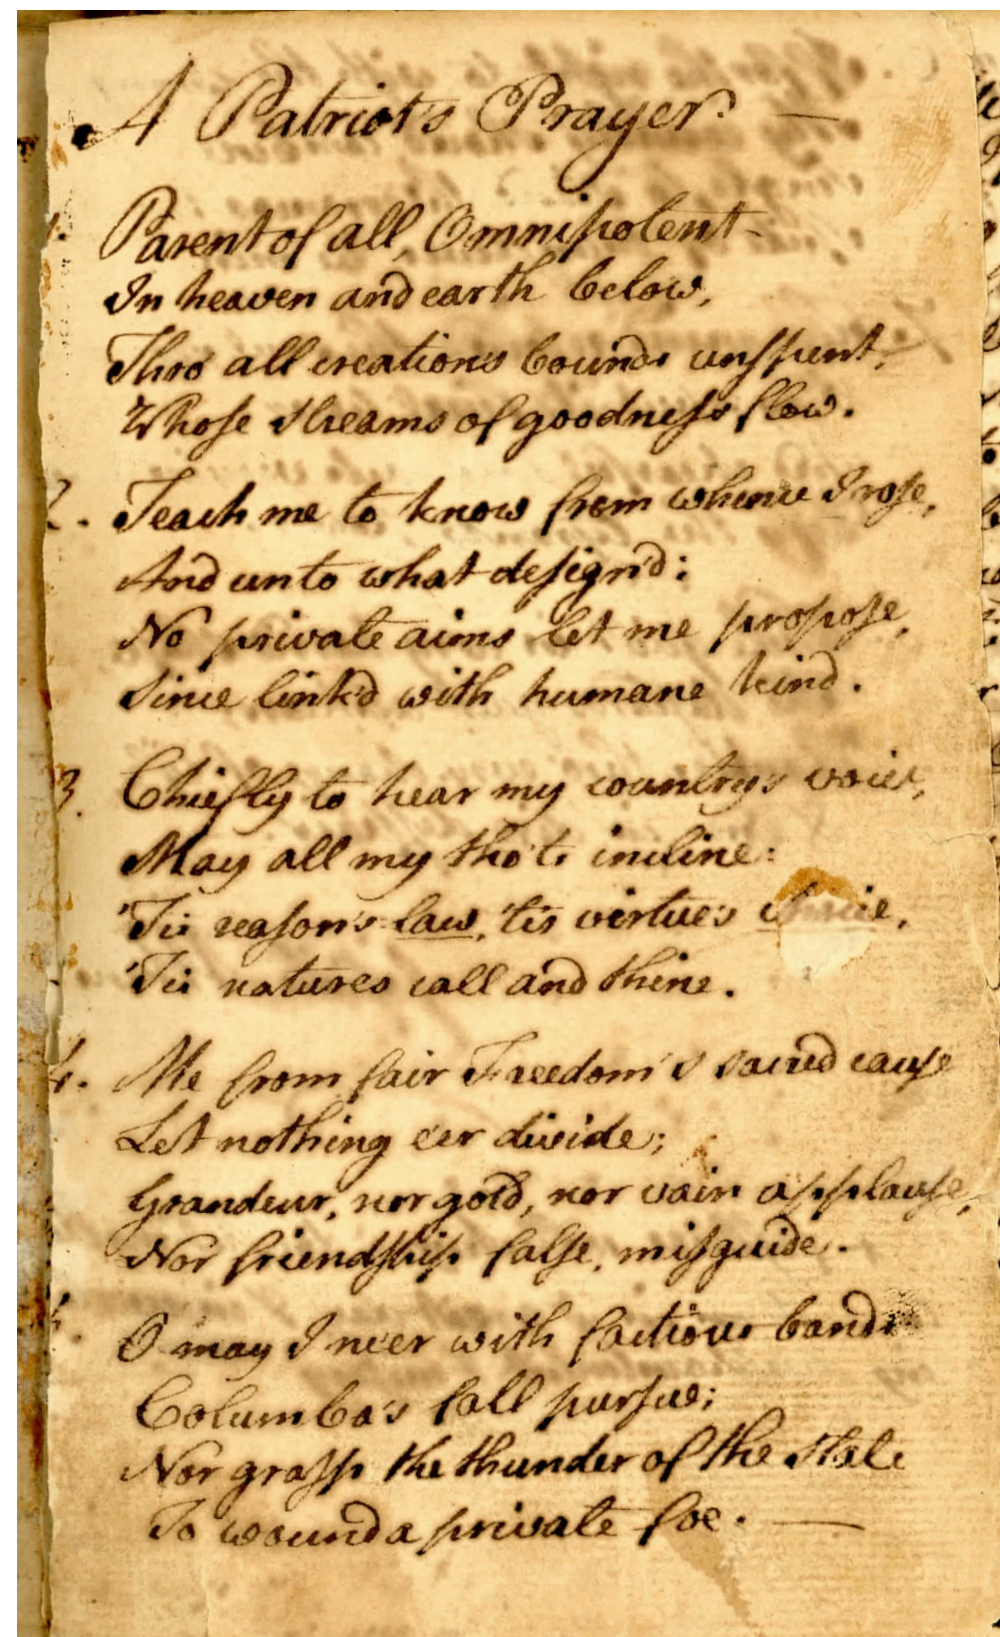 A Patriot's Prayer.
1. Parent of all, Omnipotent
In heaven and earth below,
Thro all creations bounds unspent,
Whose streams of goodness flow.
2. Teach me to know from whence I rose,
And unto what design'd;
No private aims let me propose,
Since link'd with humane kind.
3. Chiefly to hear my country's voice,
May all my tho'ts incline:
'Tis reason's law, 'tis virtue's choice,
'Tis natures call and thine.
4. Me from fair Freedom's sacred cause
Let nothing eer divide;
Grandeur, nor gold, nor vain applause,
Nor friendship false, misguide.
O may I neer with factious bands
Columba's fall pursue;
Nor grasp the thunder of the state
To wound a private foe.